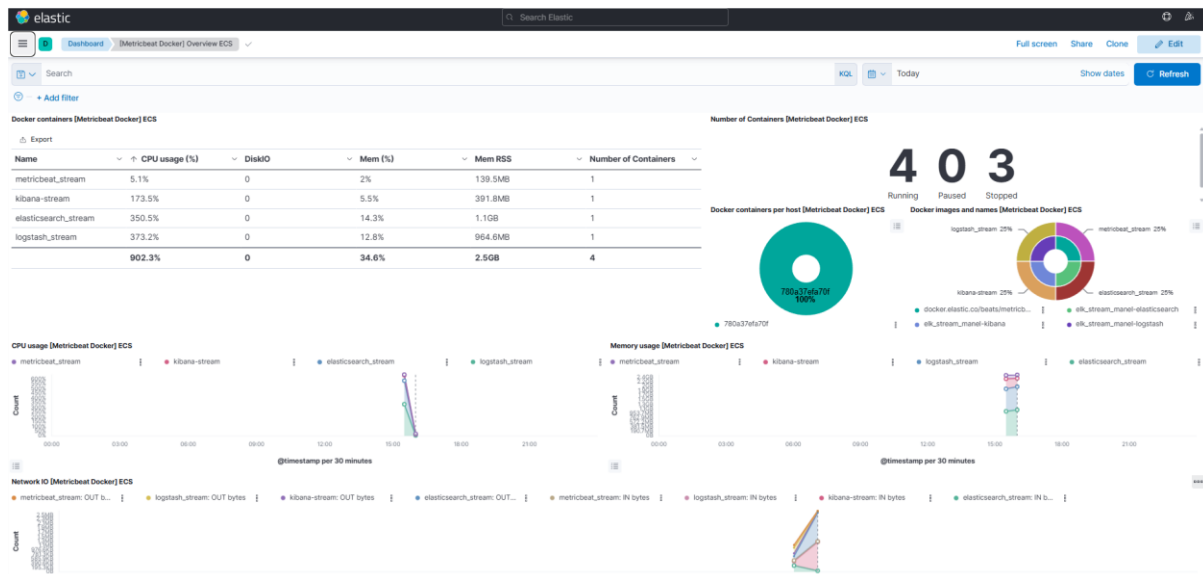 elastic
Search Elastic
D Dashboard [Metricbeat Docker] Overview ECS
Full screen Share Clone Edit
Search KQL Today Show dates Refresh
+ Add filter
Docker containers [Metricbeat Docker] ECS
Export
Name CPU usage (%) DiskIO Mem (%) Mem RSS Number of Containers
metricbeat_stream 5.1% 0 2% 139.5MB 1
kibana-stream 173.5% 0 5.5% 391.8MB 1
elasticsearch_stream 350.5% 0 14.3% 1.1GB 1
logstash_stream 373.2% 0 12.8% 964.6MB 1
902.3% 0 34.6% 2.5GB 4
Number of Containers [Metricbeat Docker] ECS
4 0 3
Running Paused Stopped
Docker containers per host [Metricbeat Docker] ECS
780a37efa70f
100%
780a37efa70f
Docker images and names [Metricbeat Docker] ECS
logstash_stream 25% metricbeat_stream 25%
kibana-stream 25% elasticsearch_stream 25%
docker.elastic.co/beats/metricb... elk_stream_manel-elasticsearch
elk_stream_manel-kibana elk_stream_manel-logstash
CPU usage [Metricbeat Docker] ECS
metricbeat_stream kibana-stream elasticsearch_stream logstash_stream
Count
00:00 03:00 06:00 09:00 12:00 15:00 18:00 21:00
@timestamp per 30 minutes
Memory usage [Metricbeat Docker] ECS
metricbeat_stream kibana-stream logstash_stream elasticsearch_stream
Count
00:00 03:00 06:00 09:00 12:00 15:00 18:00 21:00
@timestamp per 30 minutes
Network IO [Metricbeat Docker] ECS
metricbeat_stream: OUT b... logstash_stream: OUT bytes kibana-stream: OUT bytes elasticsearch_stream: OUT... metricbeat_stream: IN bytes logstash_stream: IN bytes kibana-stream: IN bytes elasticsearch_stream: IN b...
Count